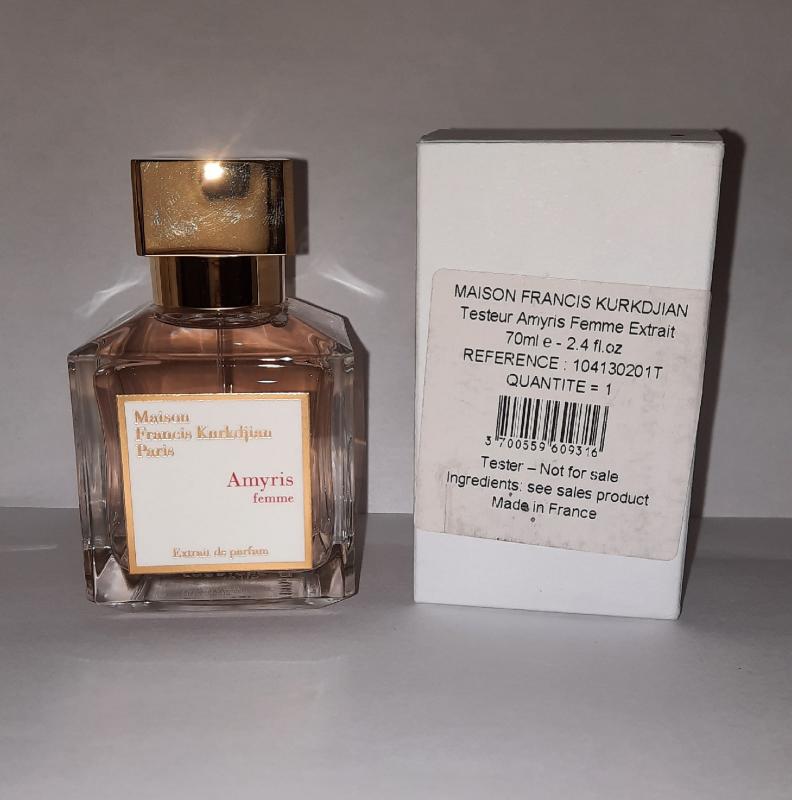 Maison
Francis Kurkdjian
Paris
Amyris
femme
Extrait de parfum
MAISON FRANCIS KURKDJIAN
Testeur Amyris Femme Extrait
70ml e - 2.4 fl.oz
REFERENCE : 104130201T
QUANTITE = 1
3 700559 609316
Tester – Not for sale
Ingredients: see sales product
Made in France